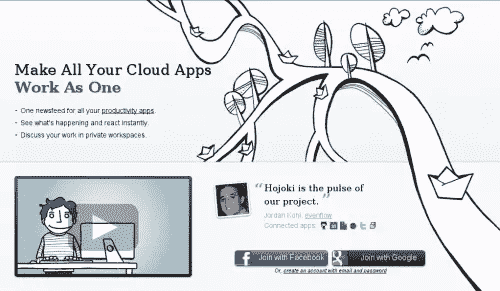 Make All Your Cloud Apps
Work As One
- One newsfeed for all your productivity apps.
- See what's happening and react instantly.
- Discuss your work in private workspaces.
“ Hojoki is the pulse of
our project. ”
Jordan Kohl, evenflow
Connected apps:
f Join with Facebook
g Join with Google
Or, create an account with email and password